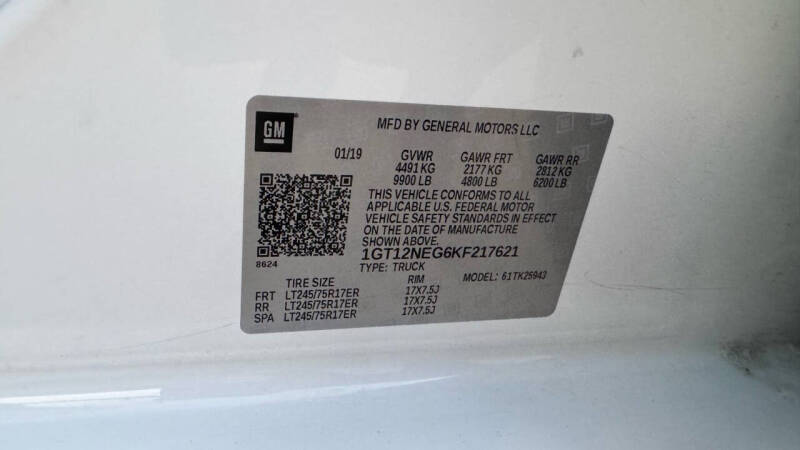 GM
MFD BY GENERAL MOTORS LLC
01/19 GVWR GAWR FRT GAWR RR
4491 KG 2177 KG 2812 KG
9900 LB 4800 LB 6200 LB
THIS VEHICLE CONFORMS TO ALL
APPLICABLE U.S. FEDERAL MOTOR
VEHICLE SAFETY STANDARDS IN EFFECT
ON THE DATE OF MANUFACTURE
SHOWN ABOVE.
8624
1GT12NEG6KF217621
TYPE: TRUCK MODEL: 61TK25943
TIRE SIZE RIM
FRT LT245/75R17ER 17X7.5J
RR LT245/75R17ER 17X7.5J
SPA LT245/75R17ER 17X7.5J